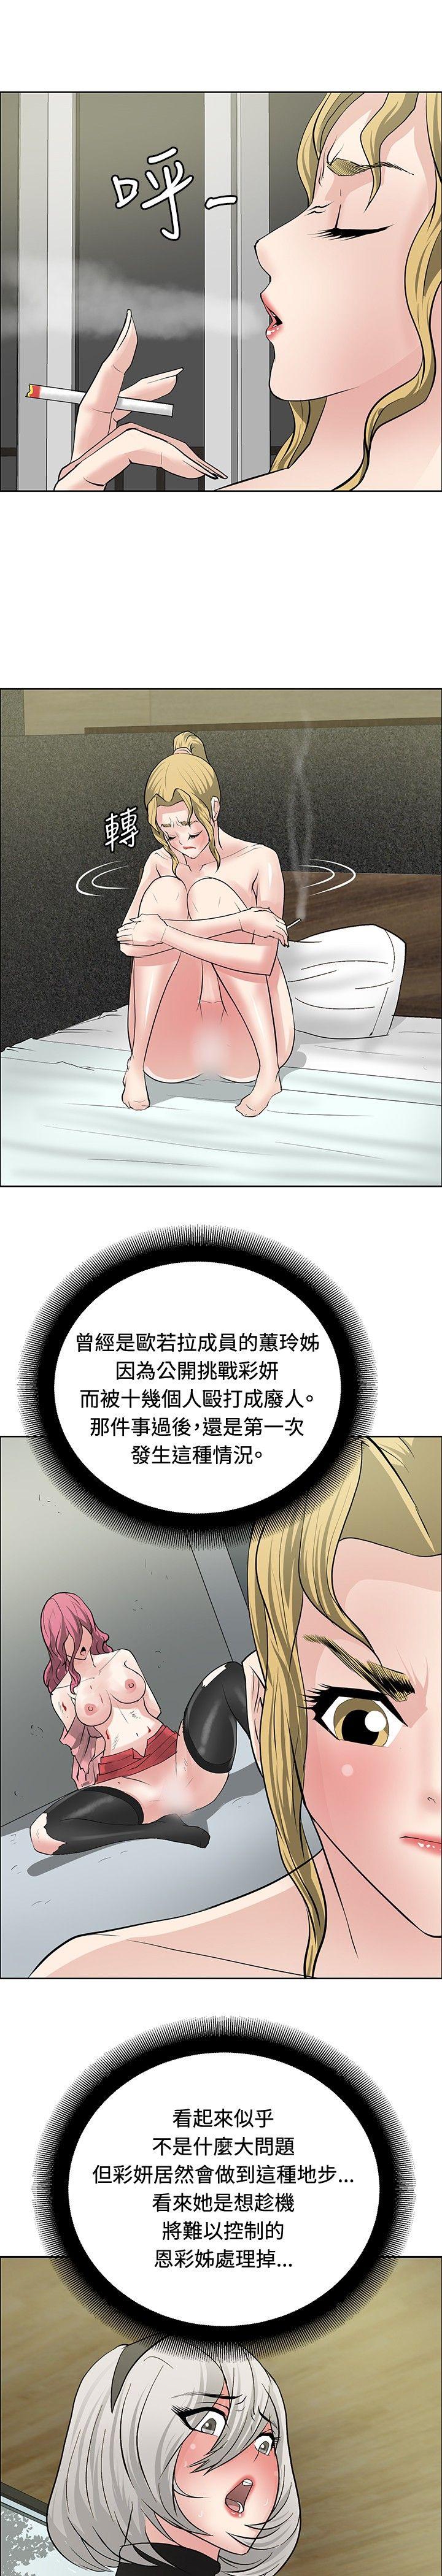 呼-
轉
曾經是歐若拉成員的蕙玲姊
因為公開挑戰彩妍
而被十幾個人毆打成廢人。
那件事過後，還是第一次
發生這種情況。
看起來似乎
不是什麼大問題
但彩妍居然會做到這種地步...
看來她是想趁機
將難以控制的
恩彩姊處理掉...